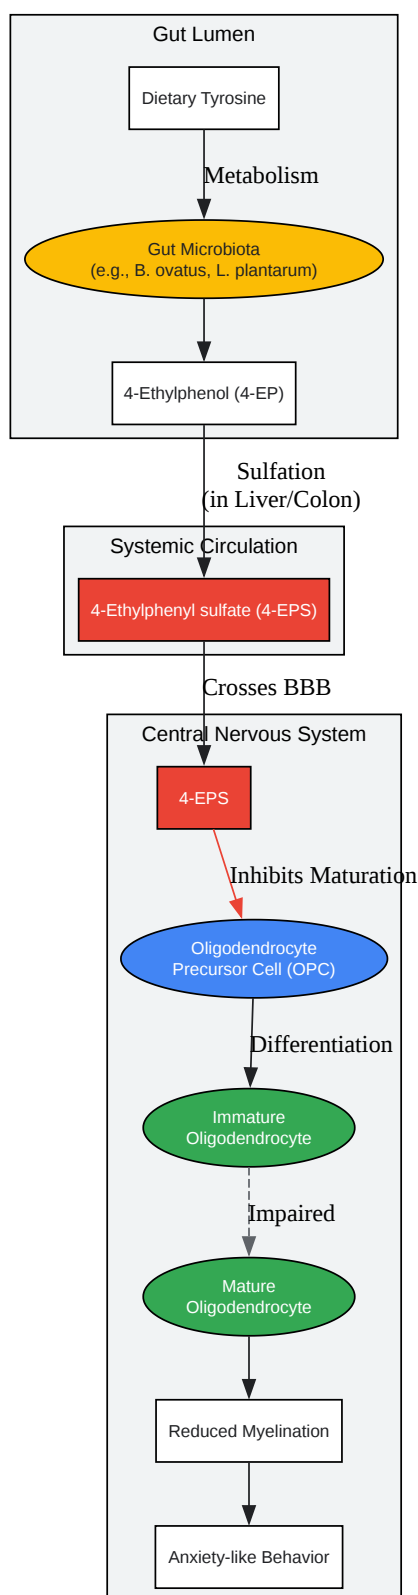 Gut Lumen
Dietary Tyrosine
Metabolism
Gut Microbiota
(e.g., B. ovatus, L. plantarum)
4-Ethylphenol (4-EP)
Sulfation
(in Liver/Colon)
Systemic Circulation
4-Ethylphenyl sulfate (4-EPS)
Crosses BBB
Central Nervous System
4-EPS
Inhibits Maturation
Oligodendrocyte
Precursor Cell (OPC)
Differentiation
Immature
Oligodendrocyte
Impaired
Mature
Oligodendrocyte
Reduced Myelination
Anxiety-like Behavior